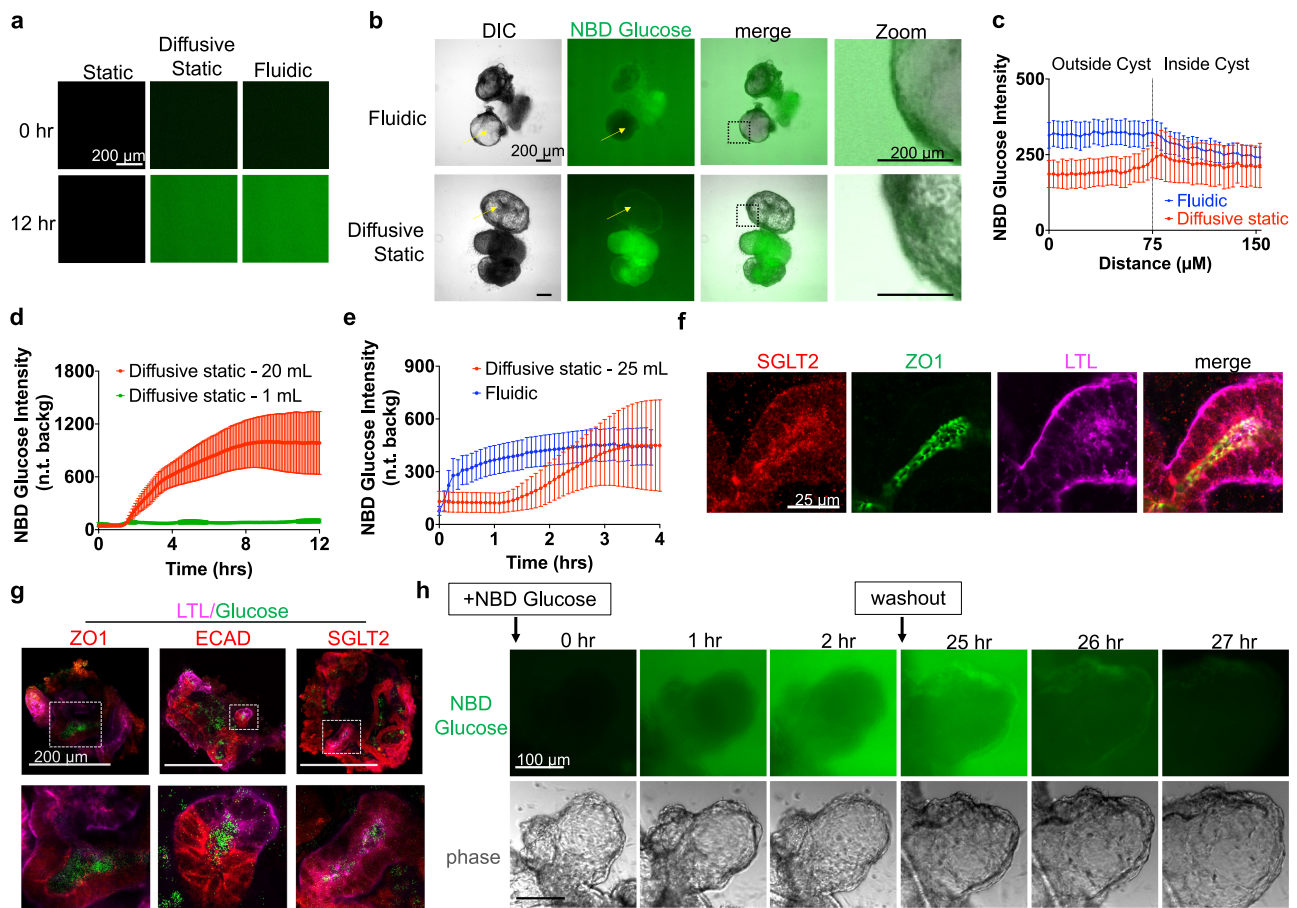 a
Static
Diffusive
Static
Fluidic
0 hr
200 µm
12 hr
b
DIC
NBD Glucose
merge
Zoom
Fluidic
200 µm
200 µm
Diffusive
Static
c
NBD Glucose Intensity
500
250
0
Outside Cyst
Inside Cyst
Fluidic
Diffusive static
0
75
150
Distance (µM)
d
NBD Glucose Intensity
(n.t. backg)
1800
1200
600
0
Diffusive static - 20 mL
Diffusive static - 1 mL
0
4
8
12
Time (hrs)
e
NBD Glucose Intensity
(n.t. backg)
900
600
300
0
Diffusive static - 25 mL
Fluidic
0
1
2
3
4
Time (hrs)
f
SGLT2
ZO1
LTL
merge
25 µm
g
LTL/Glucose
ZO1
ECAD
SGLT2
200 µm
h
+NBD Glucose
washout
0 hr
1 hr
2 hr
25 hr
26 hr
27 hr
NBD
Glucose
100 µm
phase